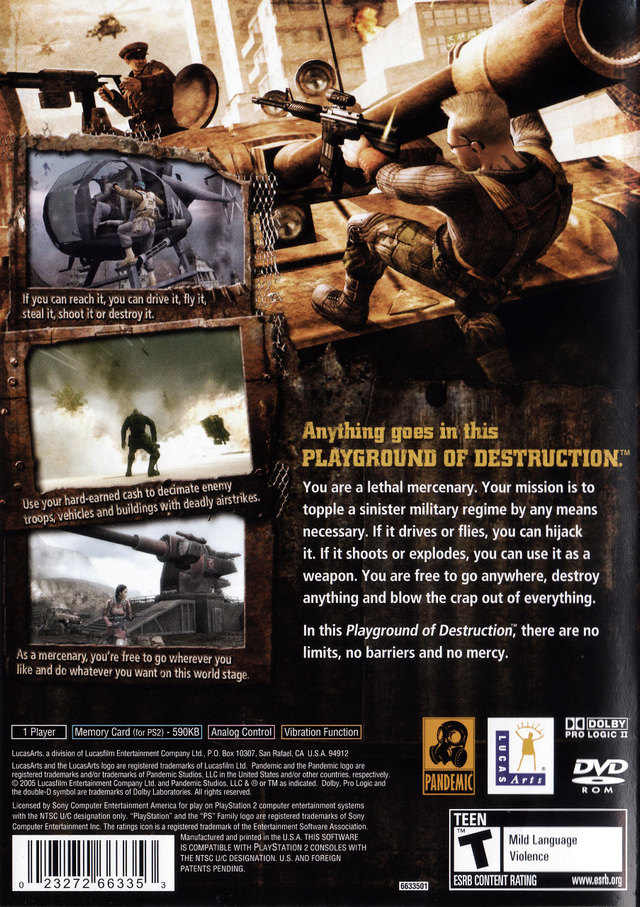 If you can reach it, you can drive it, fly it,
steal it, shoot it or destroy it.
Use your hard-earned cash to decimate enemy
troops, vehicles and buildings with deadly airstrikes.
As a mercenary, you're free to go wherever you
like and do whatever you want on this world stage.
Anything goes in this
PLAYGROUND OF DESTRUCTION.™
You are a lethal mercenary. Your mission is to
topple a sinister military regime by any means
necessary. If it drives or flies, you can hijack
it. If it shoots or explodes, you can use it as a
weapon. You are free to go anywhere, destroy
anything and blow the crap out of everything.
In this Playground of Destruction,™ there are no
limits, no barriers and no mercy.
1 Player
Memory Card (for PS2) - 590KB
Analog Control
Vibration Function
LucasArts, a division of Lucasfilm Entertainment Company Ltd., P.O. Box 10307, San Rafael, CA U.S.A. 94912
LucasArts and the LucasArts logo are registered trademarks of Lucasfilm Ltd. Pandemic and the Pandemic logo are
registered trademarks and/or trademarks of Pandemic Studios, LLC in the United States and/or other countries, respectively.
© 2005 Lucasfilm Entertainment Company Ltd. and Pandemic Studios, LLC & ® or TM as indicated. Dolby, Pro Logic and
the double-D symbol are trademarks of Dolby Laboratories. All rights reserved.
Licensed by Sony Computer Entertainment America for play on PlayStation 2 computer entertainment systems
with the NTSC U/C designation only. "PlayStation" and the "PS" Family logo are registered trademarks of Sony
Computer Entertainment Inc. The ratings icon is a registered trademark of the Entertainment Software Association.
Manufactured and printed in the U.S.A. THIS SOFTWARE
IS COMPATIBLE WITH PLAYSTATION 2 CONSOLES WITH
THE NTSC U/C DESIGNATION. U.S. AND FOREIGN
PATENTS PENDING.
0 23272 66335 3
6633501
PANDEMIC
LUCAS
Arts
DOLBY
PRO LOGIC II
DVD
ROM
TEEN
T™
Mild Language
Violence
ESRB CONTENT RATING
www.esrb.org